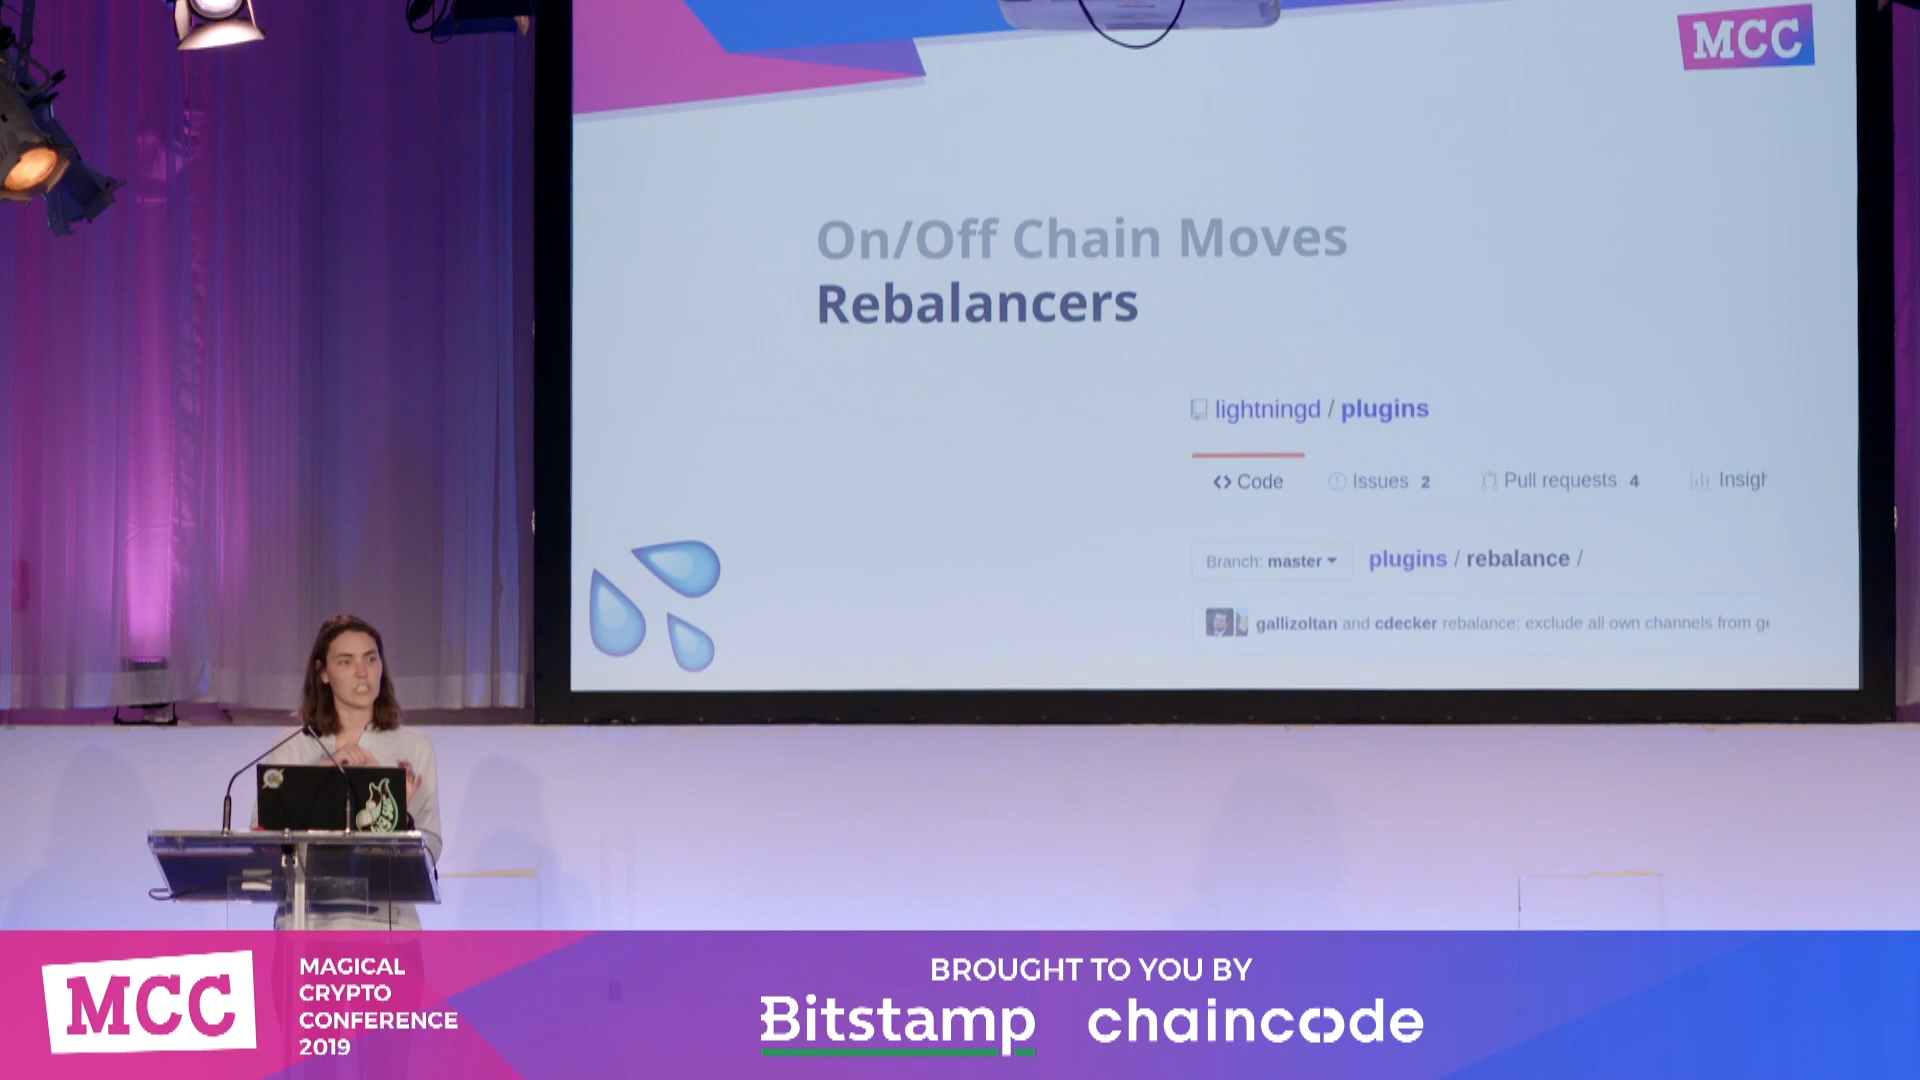 MCC
On/Off Chain Moves
Rebalancers
lightningd / plugins
<> Code Issues 2 Pull requests 4 Insigh
Branch: master plugins / rebalance /
gallizoltan and cdecker rebalance: exclude all own channels from ge
MCC
MAGICAL
CRYPTO
CONFERENCE
2019
BROUGHT TO YOU BY
Bitstamp chaincode